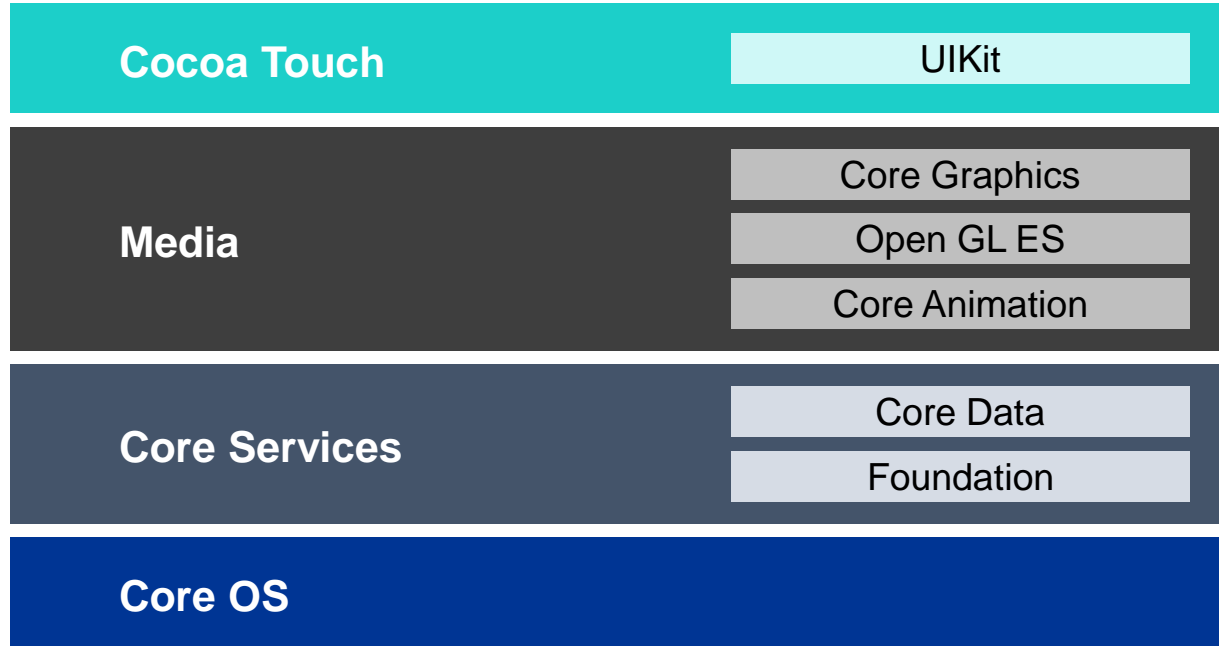 Cocoa Touch
UIKit
Media
Core Graphics
Open GL ES
Core Animation
Core Services
Core Data
Foundation
Core OS